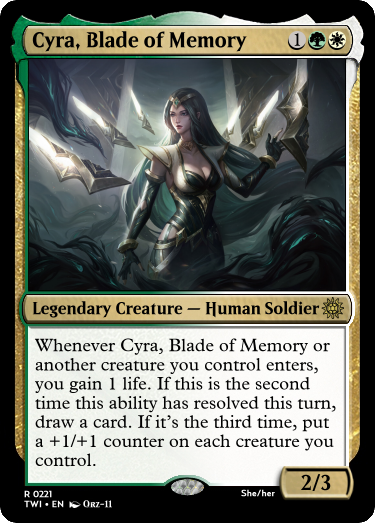 Cyra, Blade of Memory 1
Legendary Creature — Human Soldier
Whenever Cyra, Blade of Memory or
another creature you control enters,
you gain 1 life. If this is the second
time this ability has resolved this turn,
draw a card. If it's the third time, put
a +1/+1 counter on each creature you
control.
2/3
R 0221
She/her
TWI • EN Orz-11